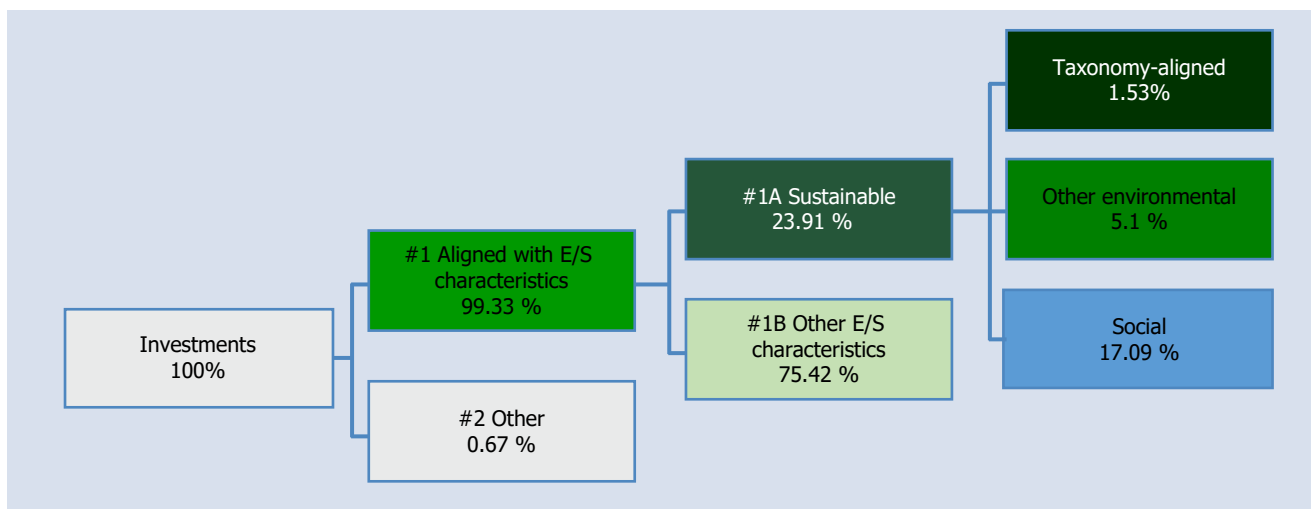 Investments
100%
#1 Aligned with E/S
characteristics
99.33 %
#2 Other
0.67 %
#1A Sustainable
23.91 %
#1B Other E/S
characteristics
75.42 %
Taxonomy-aligned
1.53%
Other environmental
5.1 %
Social
17.09 %